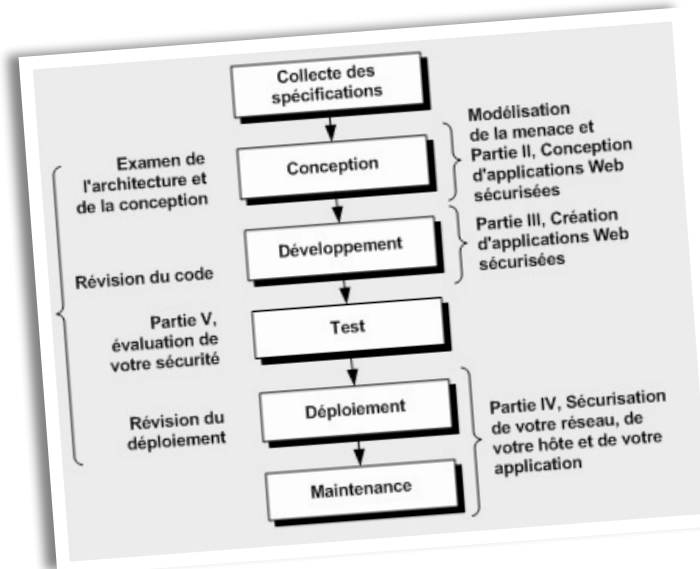 Collecte des
spécifications
Conception
Développement
Test
Déploiement
Maintenance
Examen de
l'architecture et
de la conception
Révision du code
Partie V,
évaluation de
votre sécurité
Révision du
déploiement
Modélisation
de la menace et
Partie II, Conception
d'applications Web
sécurisées
Partie III, Création
d'applications Web
sécurisées
Partie IV, Sécurisation
de votre réseau, de
votre hôte et de votre
application